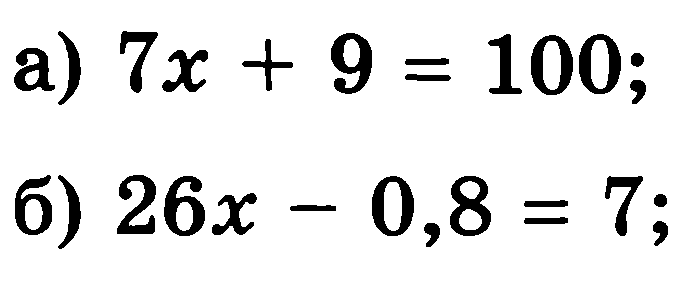 а) 7x + 9 = 100;
б) 26x − 0,8 = 7;